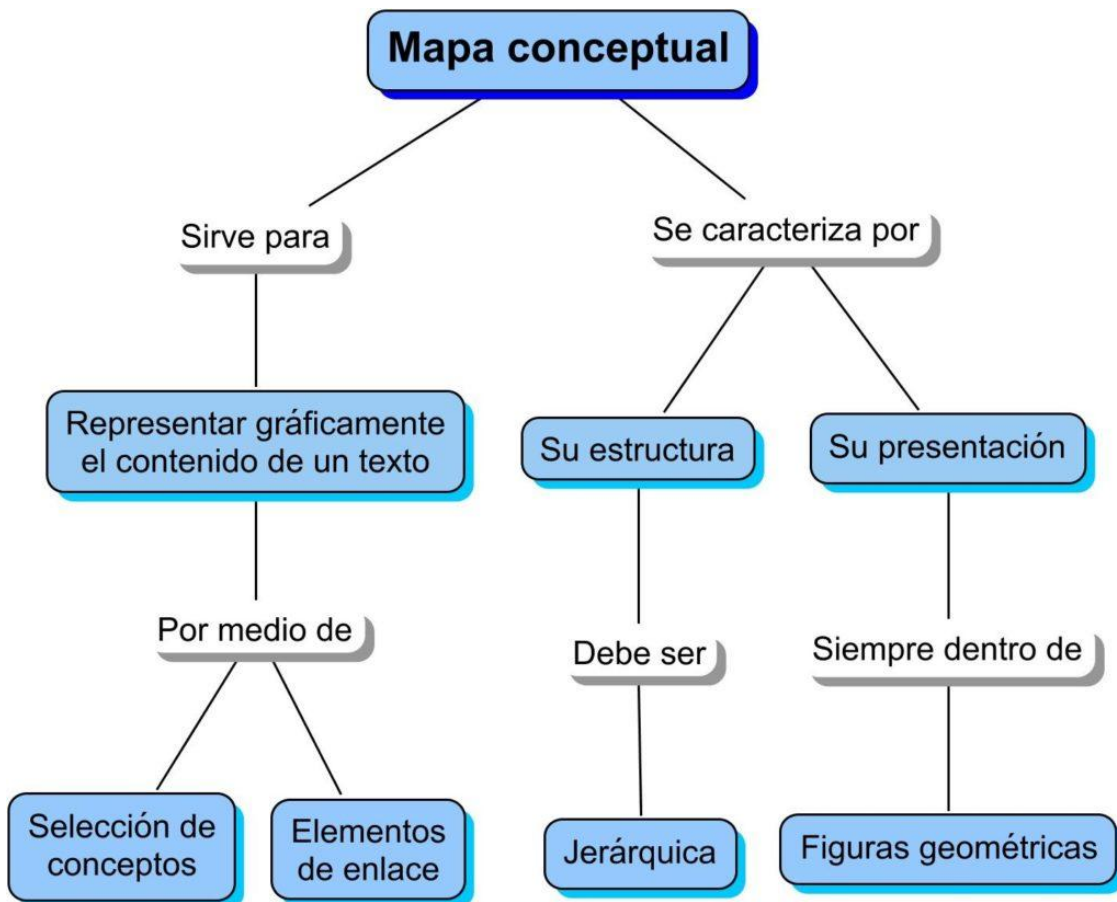 Mapa conceptual
Sirve para
Se caracteriza por
Representar gráficamente
el contenido de un texto
Su estructura
Su presentación
Por medio de
Debe ser
Siempre dentro de
Selección de
conceptos
Elementos
de enlace
Jerárquica
Figuras geométricas